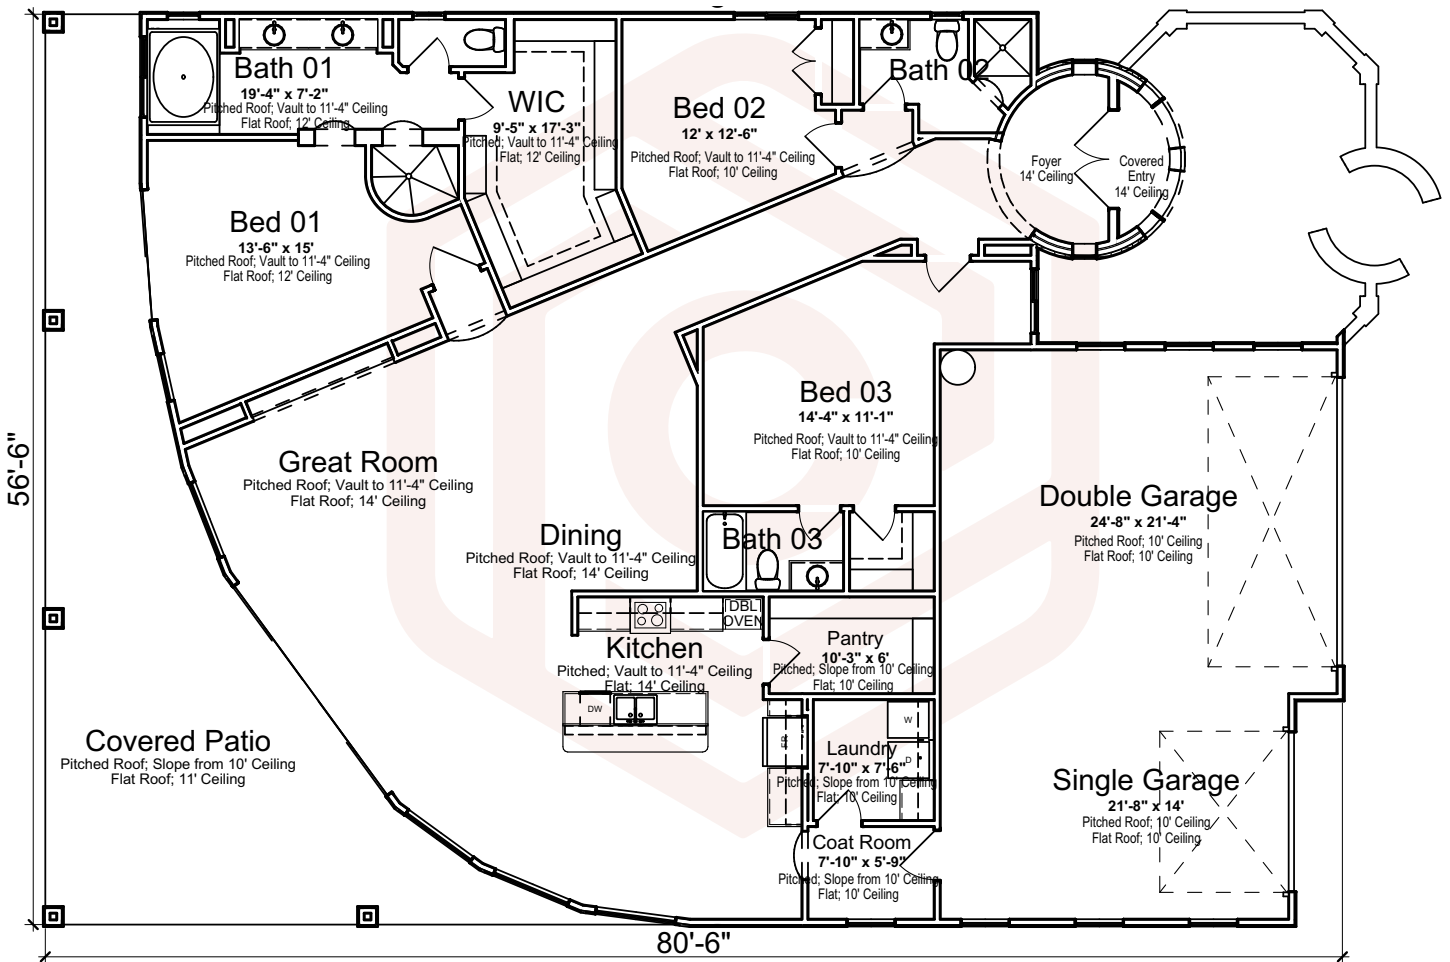 Bath 01
19'-4" x 7'-2"
Pitched Roof; Vault to 11'-4" Ceiling
Flat Roof; 12' Ceiling
WIC
9'-5" x 17'-3"
Pitched; Vault to 11'-4" Ceiling
Flat; 12' Ceiling
Bed 02
12' x 12'-6"
Pitched Roof; Vault to 11'-4" Ceiling
Flat Roof; 10' Ceiling
Bath 02
Foyer
14' Ceiling
Covered
Entry
14' Ceiling
Bed 01
13'-6" x 15'
Pitched Roof; Vault to 11'-4" Ceiling
Flat Roof; 12' Ceiling
Bed 03
14'-4" x 11'-1"
Pitched Roof; Vault to 11'-4" Ceiling
Flat Roof; 10' Ceiling
56'-6"
Great Room
Pitched Roof; Vault to 11'-4" Ceiling
Flat Roof; 14' Ceiling
Double Garage
24'-8" x 21'-4"
Pitched Roof; 10' Ceiling
Flat Roof; 10' Ceiling
Dining
Pitched Roof; Vault to 11'-4" Ceiling
Flat Roof; 14' Ceiling
Bath 03
DBL
OVEN
Kitchen
Pitched; Vault to 11'-4" Ceiling
Flat; 14' Ceiling
Pantry
10'-3" x 6'
Pitched; Slope from 10' Ceiling
Flat; 10' Ceiling
DW
W
D
Covered Patio
Pitched Roof; Slope from 10' Ceiling
Flat Roof; 11' Ceiling
Laundry
7'-10" x 7'-6"
Pitched; Slope from 10' Ceiling
Flat; 10' Ceiling
Single Garage
21'-8" x 14'
Pitched Roof; 10' Ceiling
Flat Roof; 10' Ceiling
Coat Room
7'-10" x 5'-9"
Pitched; Slope from 10' Ceiling
Flat; 10' Ceiling
80'-6"